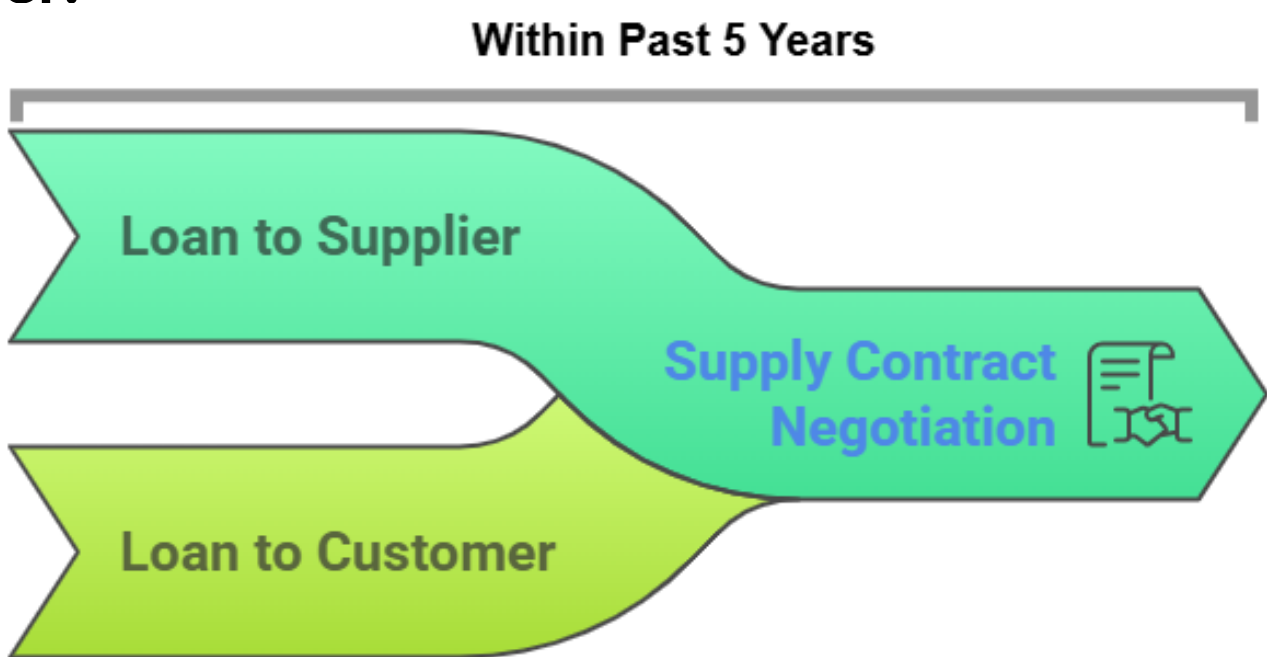 Within Past 5 Years
Loan to Supplier
Supply Contract
Negotiation
Loan to Customer